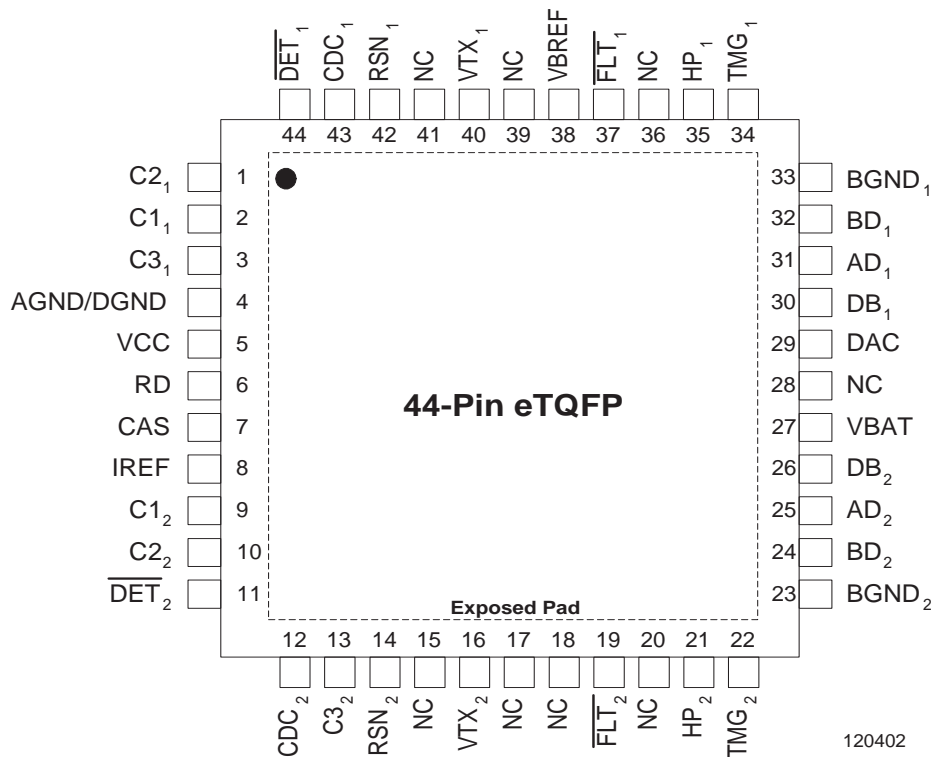 DET₁ CDC₁ RSN₁ NC VTX₁ NC VBREF FLT₁ NC HP₁ TMG₁
44 43 42 41 40 39 38 37 36 35 34
C2₁ 1 33 BGND₁
C1₁ 2 32 BD₁
C3₁ 3 31 AD₁
AGND/DGND 4 30 DB₁
VCC 5 29 DAC
RD 6 28 NC
44-Pin eTQFP
CAS 7 27 VBAT
IREF 8 26 DB₂
C1₂ 9 25 AD₂
C2₂ 10 24 BD₂
DET₂ 11 23 BGND₂
Exposed Pad
12 13 14 15 16 17 18 19 20 21 22
CDC₂ C3₂ RSN₂ NC VTX₂ NC NC FLT₂ NC HP₂ TMG₂
120402